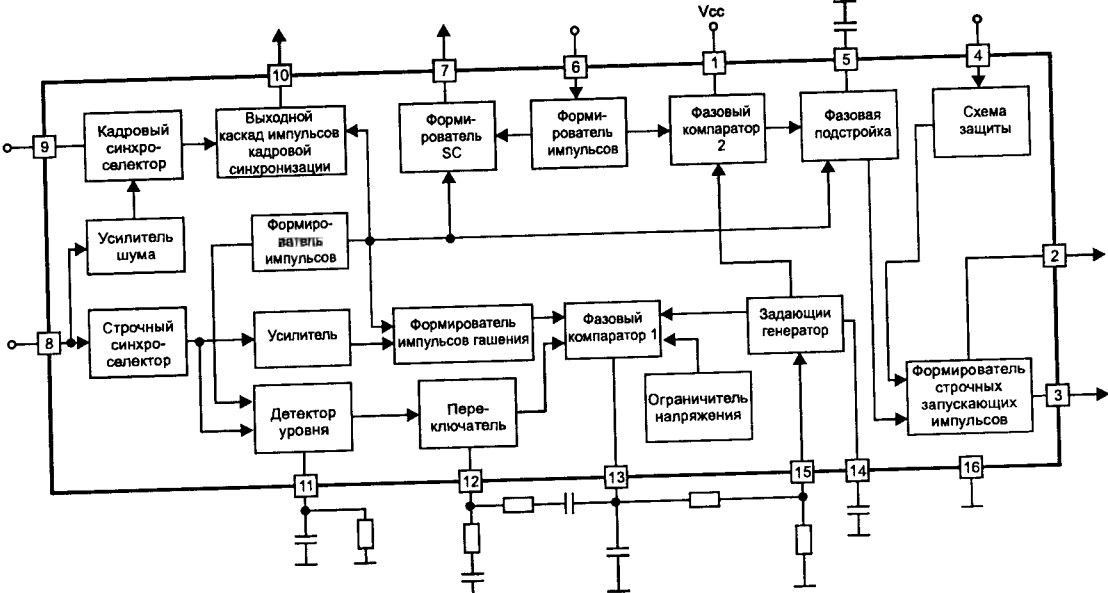 Vcc
10
7
6
1
5
4
9
Кадровый
синхро-
селектор
Выходной
каскад импульсов
кадровой
синхронизации
Форми-
рователь
SC
Форми-
рователь
импульсов
Фазовый
компаратор
2
Фазовая
подстройка
Схема
защиты
Усилитель
шума
Формиро-
ватель
импульсов
2
8
Строчный
синхро-
селектор
Усилитель
Формирователь
импульсов гашения
Фазовый
компаратор 1
Задающии
генератор
Детектор
уровня
Пере-
ключатель
Ограничитель
напряжения
Формирователь
строчных
запускающих
импульсов
3
11
12
13
15
14
16